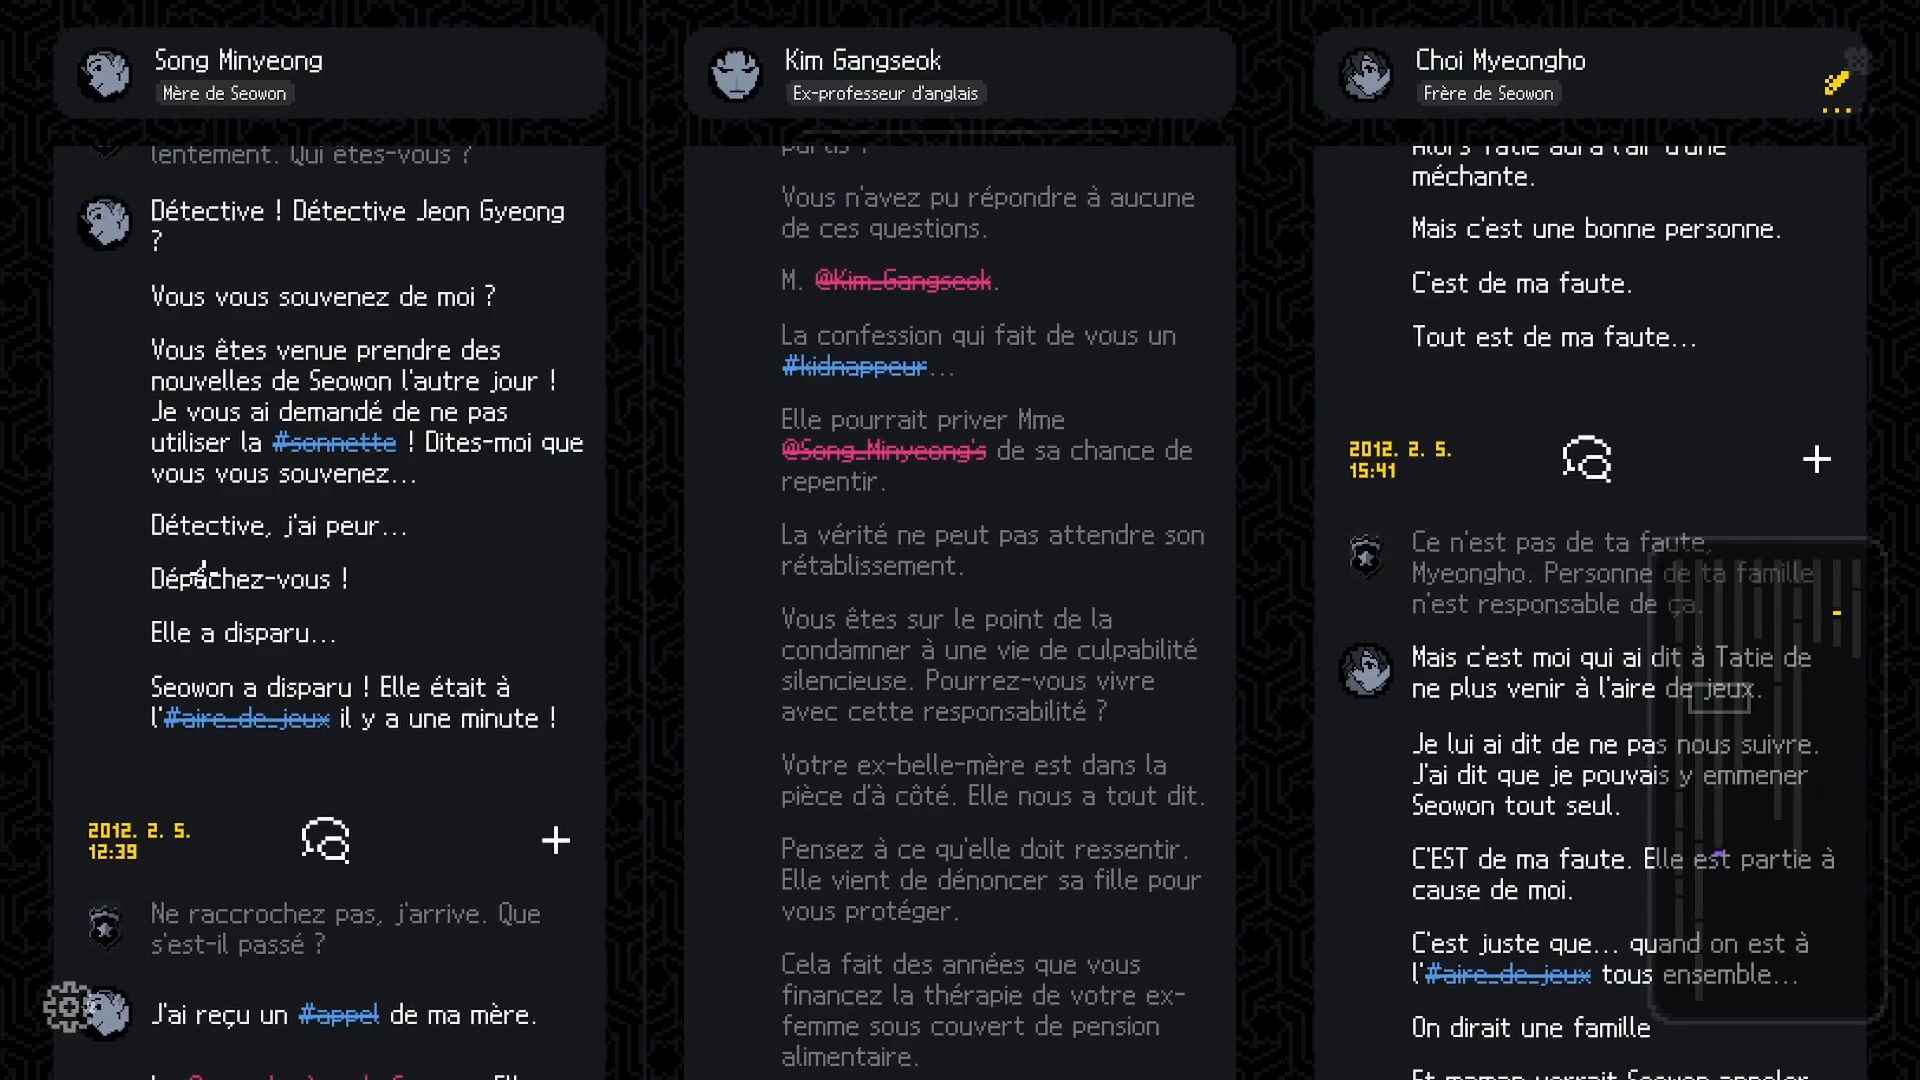 Song Minyeong
Mère de Seowon
lentement. Qui êtes-vous ?
Détective ! Détective Jeon Gyeong
?
Vous vous souvenez de moi ?
Vous êtes venue prendre des
nouvelles de Seowon l'autre jour !
Je vous ai demandé de ne pas
utiliser la #sonnette ! Dites-moi que
vous vous souvenez...
Détective, j'ai peur...
Dépêchez-vous !
Elle a disparu...
Seowon a disparu ! Elle était à
l'#aire_de_jeux il y a une minute !
2012. 2. 5.
12:39
Ne raccrochez pas, j'arrive. Que
s'est-il passé ?
J'ai reçu un #appel de ma mère.
Kim Gangseok
Ex-professeur d'anglais
partis ?
Vous n'avez pu répondre à aucune
de ces questions.
M. @Kim_Gangseok.
La confession qui fait de vous un
#kidnappeur...
Elle pourrait priver Mme
@Song_Minyeong's de sa chance de
repentir.
La vérité ne peut pas attendre son
rétablissement.
Vous êtes sur le point de la
condamner à une vie de culpabilité
silencieuse. Pourrez-vous vivre
avec cette responsabilité ?
Votre ex-belle-mère est dans la
pièce d'à côté. Elle nous a tout dit.
Pensez à ce qu'elle doit ressentir.
Elle vient de dénoncer sa fille pour
vous protéger.
Cela fait des années que vous
financez la thérapie de votre ex-
femme sous couvert de pension
alimentaire.
Choi Myeongho
Frère de Seowon
Alors Tatie aura l'air d'une
méchante.
Mais c'est une bonne personne.
C'est de ma faute.
Tout est de ma faute...
2012. 2. 5.
15:41
Ce n'est pas de ta faute,
Myeongho. Personne de ta famille
n'est responsable de ça.
Mais c'est moi qui ai dit à Tatie de
ne plus venir à l'aire de jeux.
Je lui ai dit de ne pas nous suivre.
J'ai dit que je pouvais y emmener
Seowon tout seul.
C'EST de ma faute. Elle est partie à
cause de moi.
C'est juste que... quand on est à
l'#aire_de_jeux tous ensemble...
On dirait une famille
Et maman verrait Seowon appeler